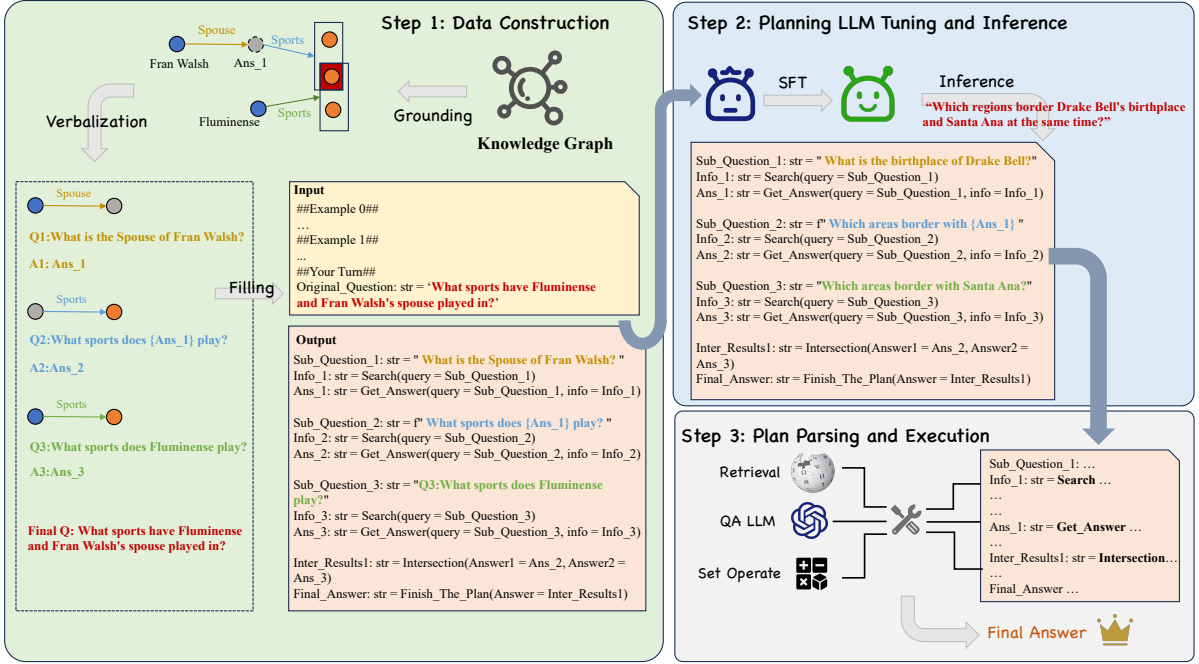 Step 1: Data Construction
Spouse
Sports
Fran Walsh
Ans_1
Fluminense
Sports
Grounding
Knowledge Graph
Verbalization
Spouse
Q1:What is the Spouse of Fran Walsh?
A1: Ans_1
Sports
Q2:What sports does {Ans_1} play?
A2:Ans_2
Sports
Q3:What sports does Fluminense play?
A3:Ans_3
Final Q: What sports have Fluminense
and Fran Walsh's spouse played in?
Filling
Input
##Example 0##
…
##Example 1##
...
##Your Turn##
Original_Question: str = ‘What sports have Fluminense
and Fran Walsh's spouse played in?’
Output
Sub_Question_1: str = " What is the Spouse of Fran Walsh? "
Info_1: str = Search(query = Sub_Question_1)
Ans_1: str = Get_Answer(query = Sub_Question_1, info = Info_1)
Sub_Question_2: str = f" What sports does {Ans_1} play? "
Info_2: str = Search(query = Sub_Question_2)
Ans_2: str = Get_Answer(query = Sub_Question_2, info = Info_2)
Sub_Question_3: str = "Q3:What sports does Fluminense
play?"
Info_3: str = Search(query = Sub_Question_3)
Ans_3: str = Get_Answer(query = Sub_Question_3, info = Info_3)
Inter_Results1: str = Intersection(Answer1 = Ans_2, Answer2 =
Ans_3)
Final_Answer: str = Finish_The_Plan(Answer = Inter_Results1)
Step 2: Planning LLM Tuning and Inference
SFT
Inference
“Which regions border Drake Bell's birthplace
and Santa Ana at the same time?”
Sub_Question_1: str = " What is the birthplace of Drake Bell?"
Info_1: str = Search(query = Sub_Question_1)
Ans_1: str = Get_Answer(query = Sub_Question_1, info = Info_1)
Sub_Question_2: str = f" Which areas border with {Ans_1} "
Info_2: str = Search(query = Sub_Question_2)
Ans_2: str = Get_Answer(query = Sub_Question_2, info = Info_2)
Sub_Question_3: str = "Which areas border with Santa Ana?"
Info_3: str = Search(query = Sub_Question_3)
Ans_3: str = Get_Answer(query = Sub_Question_3, info = Info_3)
Inter_Results1: str = Intersection(Answer1 = Ans_2, Answer2 =
Ans_3)
Final_Answer: str = Finish_The_Plan(Answer = Inter_Results1)
Step 3: Plan Parsing and Execution
Retrieval
QA LLM
Set Operate
Sub_Question_1: …
Info_1: str = Search …
…
…
Ans_1: str = Get_Answer …
…
Inter_Results1: str = Intersection…
…
Final_Answer …
Final Answer